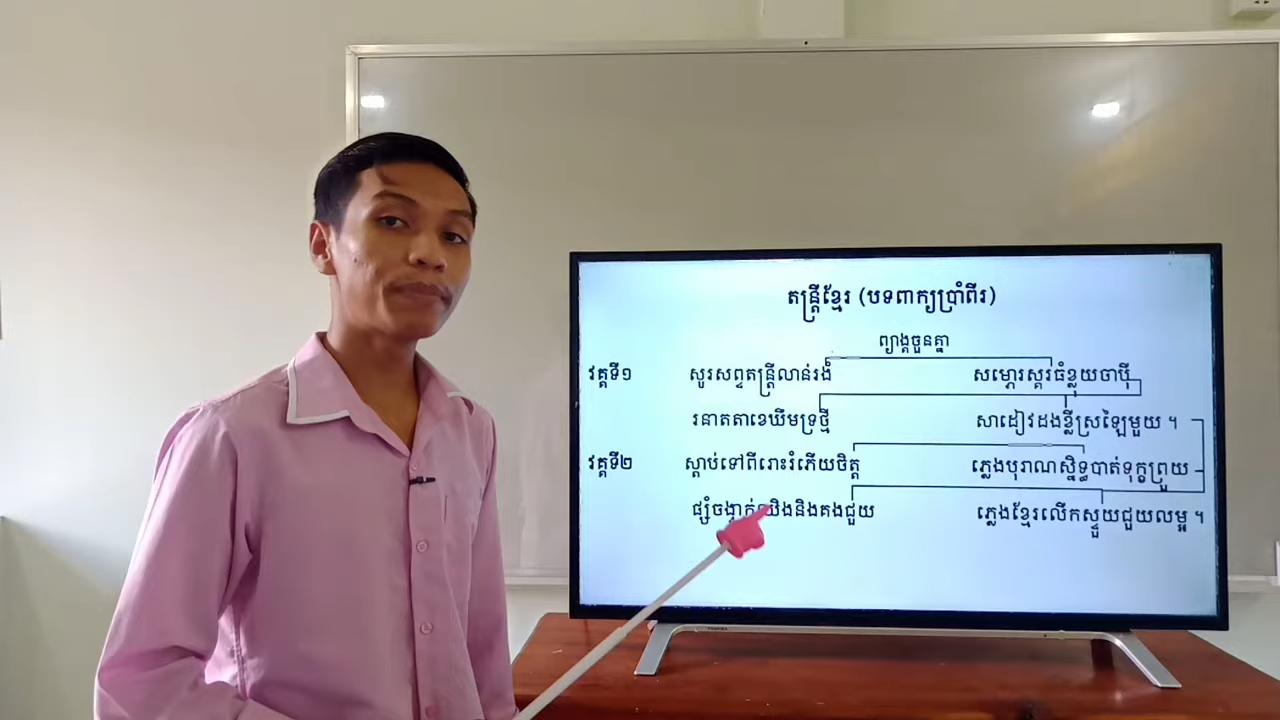 តន្ត្រីខ្មែរ (បទពាក្យប្រាំពីរ)
ព្យាង្គចួនគ្នា
វគ្គទី១ សូរសព្ទតន្ត្រីលាន់រងំ សម្ភោរស្គរធំខ្លុយចាប៉ី
រនាតតាខេឃីមទ្រថ្មី សាដៀវដងខ្លីស្រឡៃមួយ ។
វគ្គទី២ ស្តាប់ទៅពីរោះរំភើយចិត្ត ភ្លេងបុរាណស្និទ្ធបាត់ទុក្ខព្រួយ
ផ្សំចង្វាក់ឈិងនិងគងជួយ ភ្លេងខ្មែរលើកស្ទួយជួយលម្អ ។